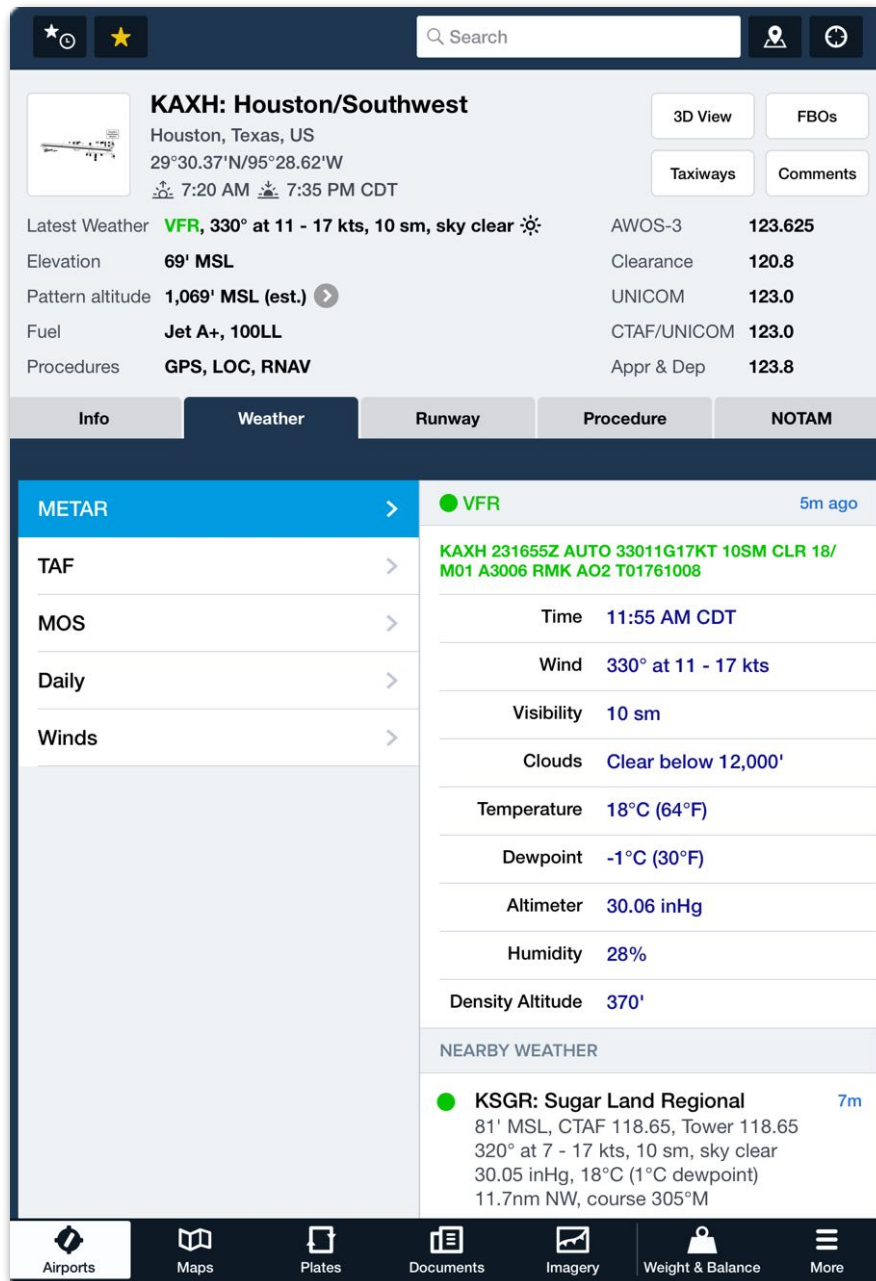 Search
KAXH: Houston/Southwest
Houston, Texas, US
29°30.37'N/95°28.62'W
7:20 AM 7:35 PM CDT
3D View
FBOs
Taxiways
Comments
Latest Weather VFR, 330° at 11 - 17 kts, 10 sm, sky clear
Elevation 69' MSL
Pattern altitude 1,069' MSL (est.)
Fuel Jet A+, 100LL
Procedures GPS, LOC, RNAV
AWOS-3 123.625
Clearance 120.8
UNICOM 123.0
CTAF/UNICOM 123.0
Appr & Dep 123.8
Info
Weather
Runway
Procedure
NOTAM
METAR
TAF
MOS
Daily
Winds
VFR 5m ago
KAXH 231655Z AUTO 33011G17KT 10SM CLR 18/
M01 A3006 RMK AO2 T01761008
Time 11:55 AM CDT
Wind 330° at 11 - 17 kts
Visibility 10 sm
Clouds Clear below 12,000'
Temperature 18°C (64°F)
Dewpoint -1°C (30°F)
Altimeter 30.06 inHg
Humidity 28%
Density Altitude 370'
NEARBY WEATHER
KSGR: Sugar Land Regional 7m
81' MSL, CTAF 118.65, Tower 118.65
320° at 7 - 17 kts, 10 sm, sky clear
30.05 inHg, 18°C (1°C dewpoint)
11.7nm NW, course 305°M
Airports
Maps
Plates
Documents
Imagery
Weight & Balance
More